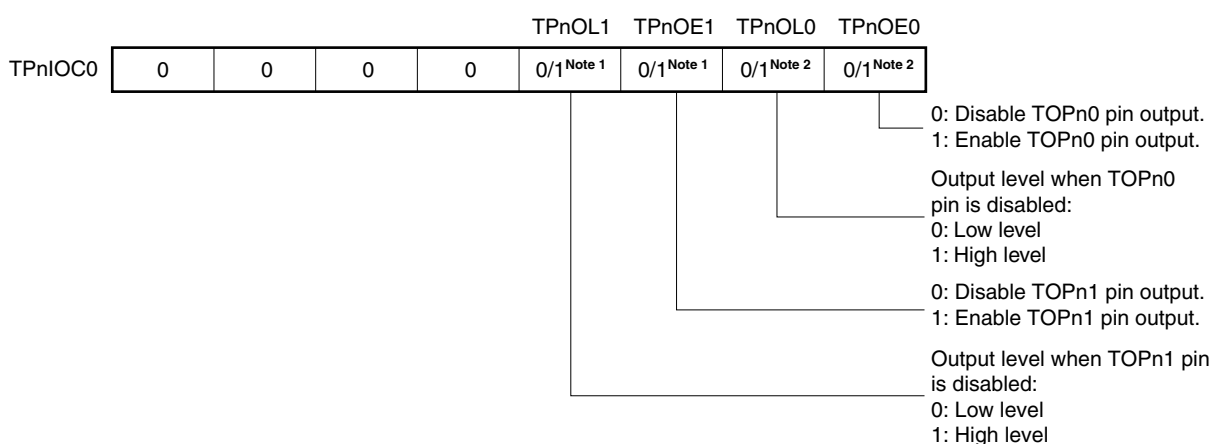 TPnOL1 TPnOE1 TPnOL0 TPnOE0
TPnIOC0 0 0 0 0 0/1Note 1 0/1Note 1 0/1Note 2 0/1Note 2
0: Disable TOPn0 pin output.
1: Enable TOPn0 pin output.
Output level when TOPn0
pin is disabled:
0: Low level
1: High level
0: Disable TOPn1 pin output.
1: Enable TOPn1 pin output.
Output level when TOPn1 pin
is disabled:
0: Low level
1: High level